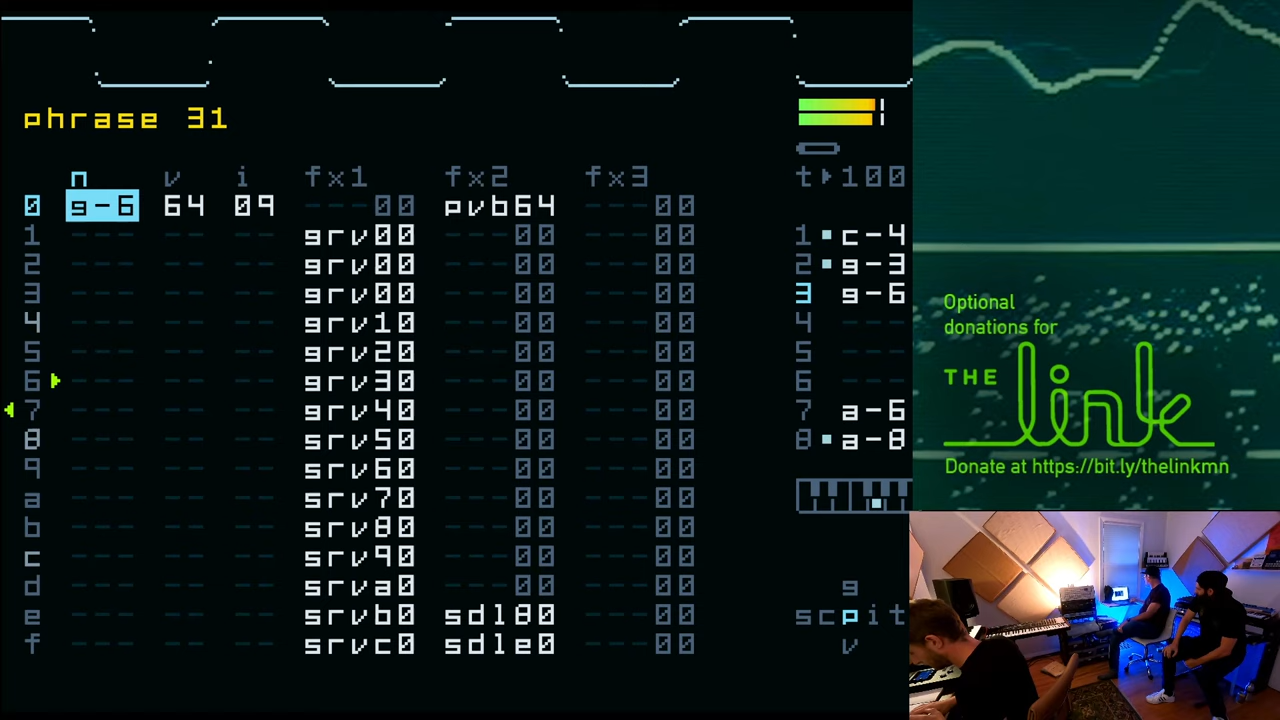 phrase 31
n v i fx1 fx2 fx3 t>100
0 g-6 64 09 ---00 pvb64 ---00
1 --- -- -- grv00 ---00 ---00 1 c-4
2 --- -- -- grv00 ---00 ---00 2 g-3
3 --- -- -- grv00 ---00 ---00 3 g-6
4 --- -- -- grv10 ---00 ---00 4 ---
5 --- -- -- grv20 ---00 ---00 5 ---
6 --- -- -- grv30 ---00 ---00 6 ---
7 --- -- -- grv40 ---00 ---00 7 a-6
8 --- -- -- srv50 ---00 ---00 8 a-8
9 --- -- -- srv60 ---00 ---00
a --- -- -- srv70 ---00 ---00
b --- -- -- srv80 ---00 ---00
c --- -- -- srv90 ---00 ---00
d --- -- -- srva0 ---00 ---00 g
e --- -- -- srvb0 sdl80 ---00 scpit
f --- -- -- srvc0 sdle0 ---00 v
Optional
donations for
THE link
Donate at https://bit.ly/thelinkmn